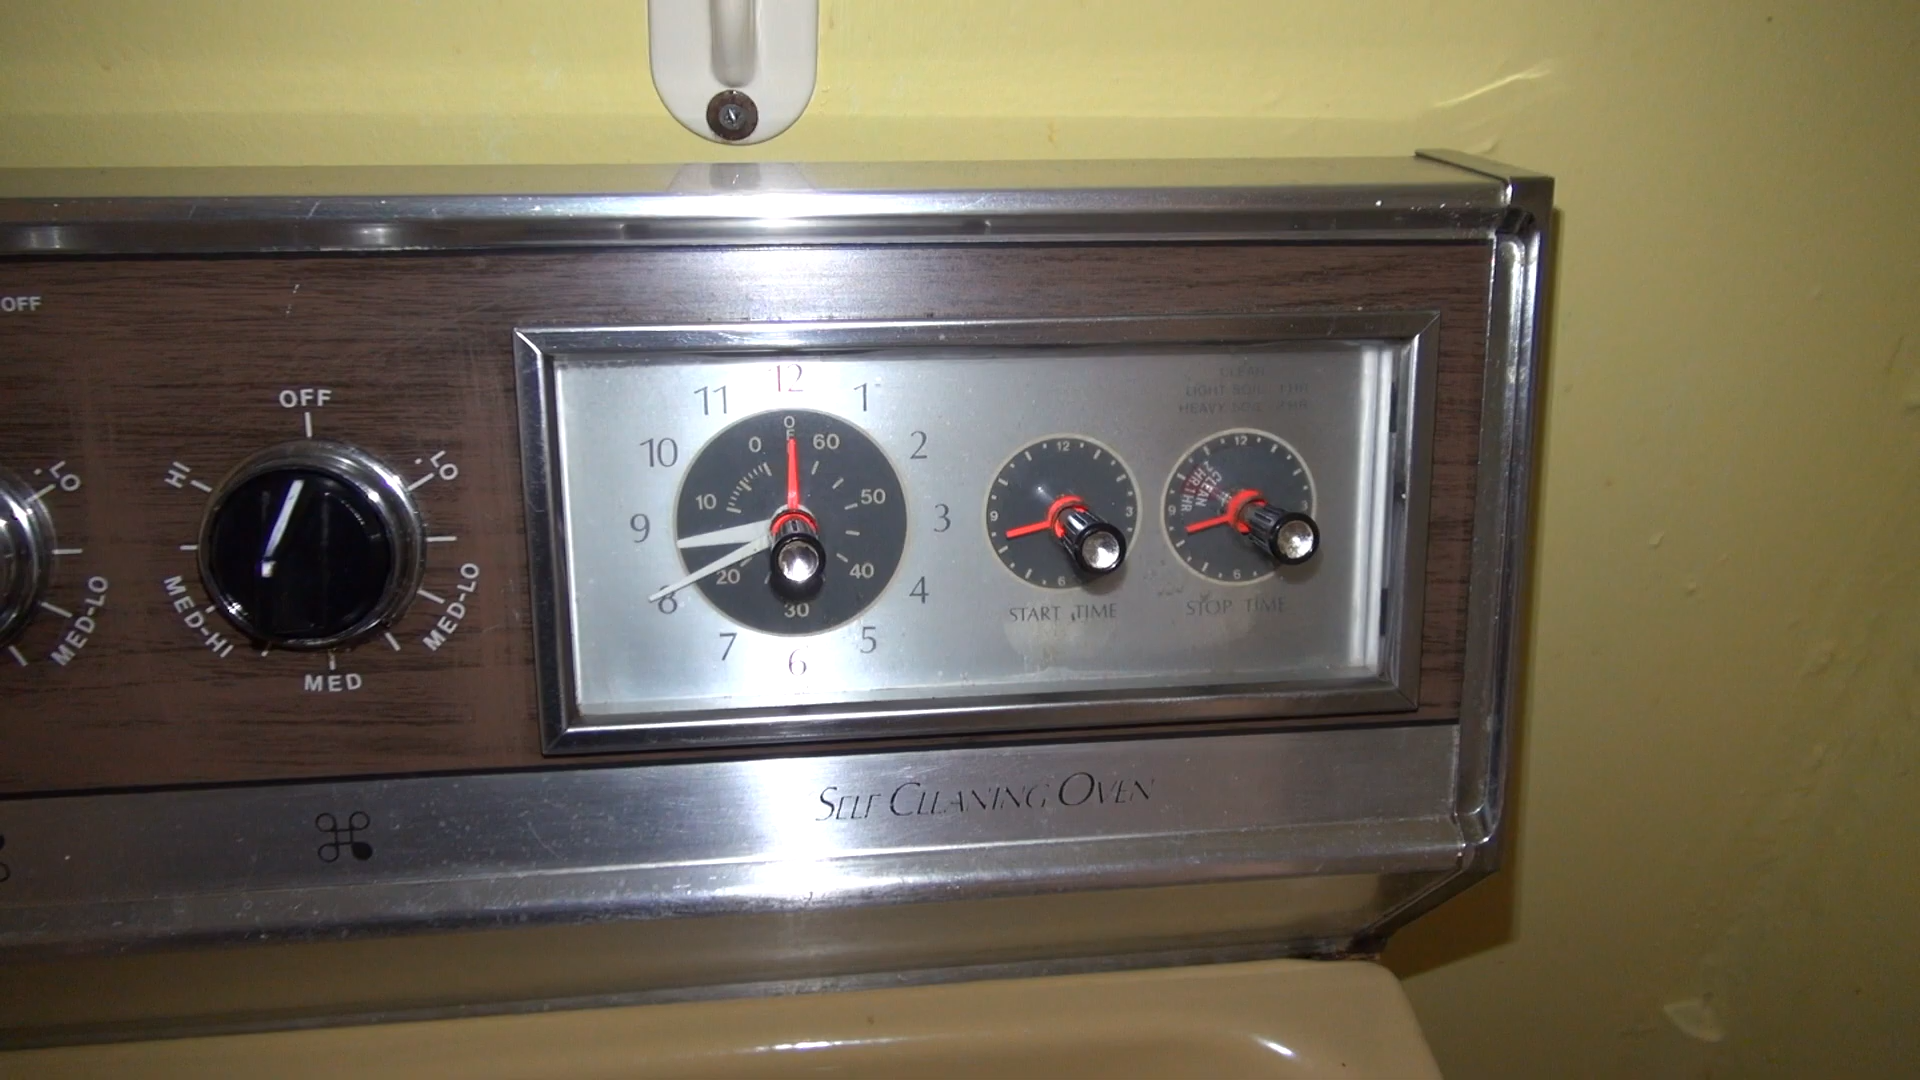 OFF
OFF
HI
LO
LO
MED-HI
MED-LO
MED-LO
MED
12
11
1
10
2
9
3
8
4
7
5
6
OFF
0
60
10
50
20
40
30
12
9
3
6
START TIME
CLEAN
LIGHT SOIL 1 HR
HEAVY SOIL 2 HR
12
CLEAN
2 HR. 1 HR.
9
3
6
STOP TIME
SELF CLEANING OVEN